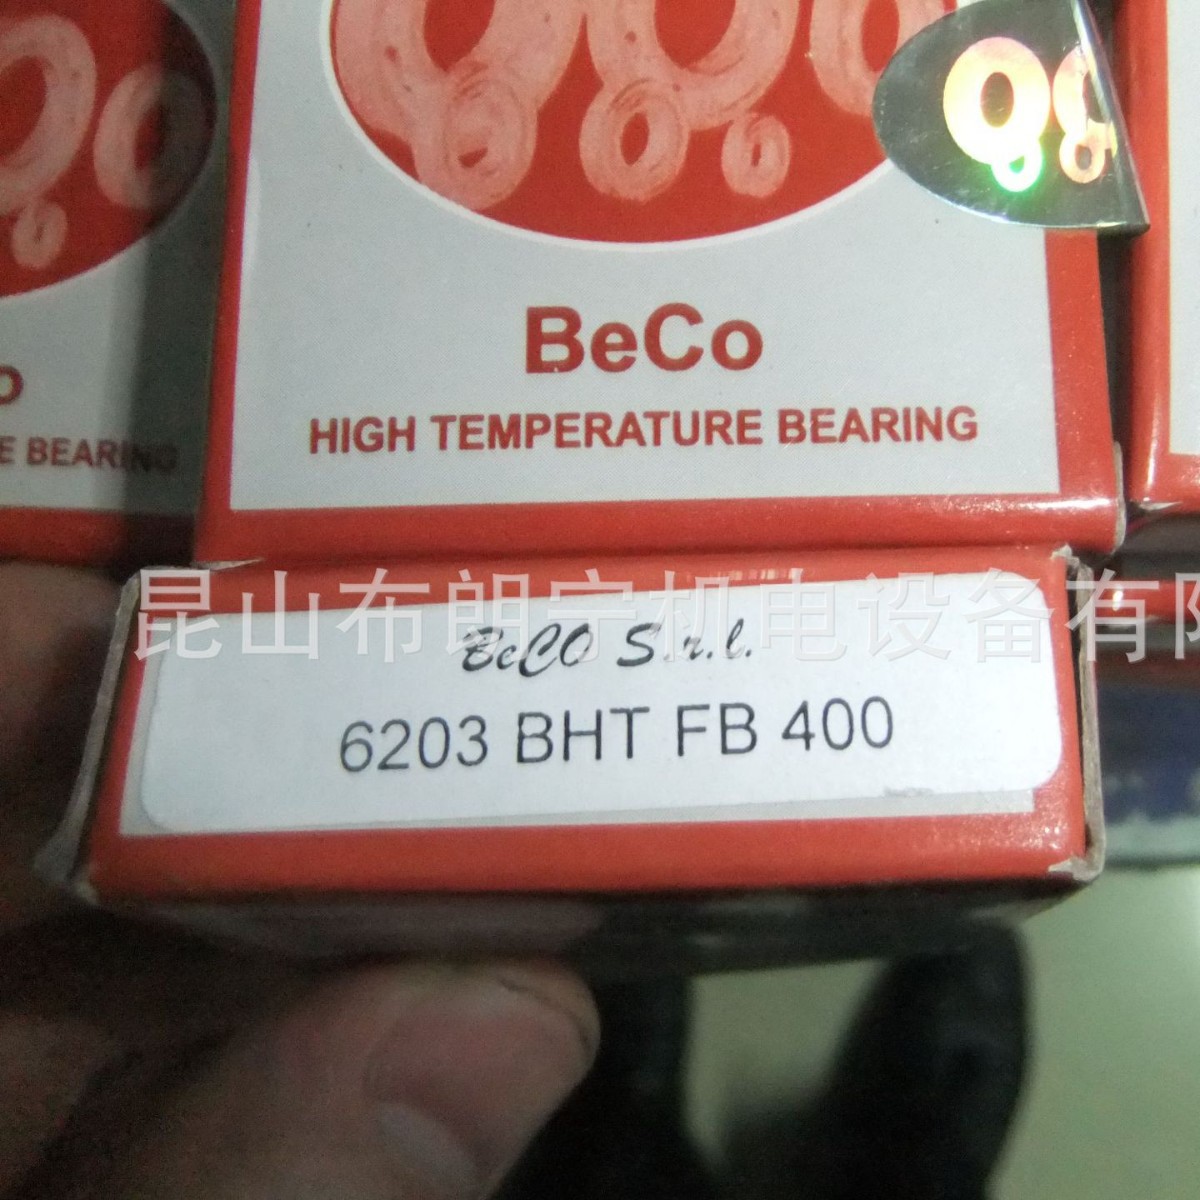 BeCo
HIGH TEMPERATURE BEARING
O
E BEARING
昆山布朗宁机电设备有限
BeCO S.r.l.
6203 BHT FB 400